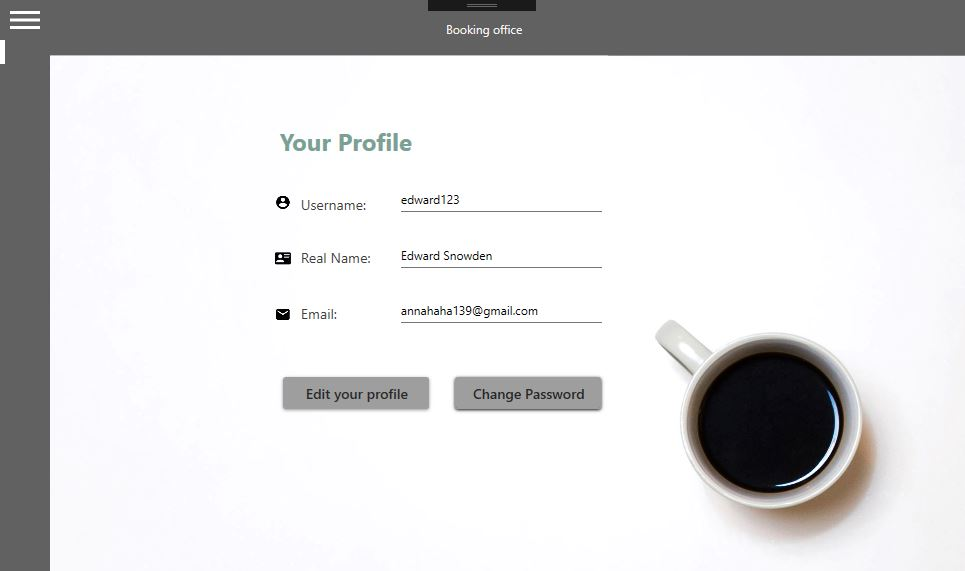 Booking office
Your Profile
Username: edward123
Real Name: Edward Snowden
Email: annahaha139@gmail.com
Edit your profile Change Password